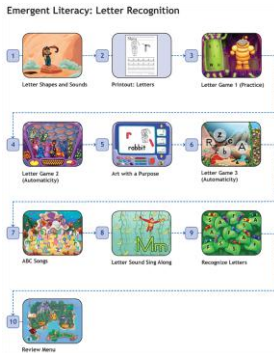 Emergent Literacy: Letter Recognition
1 2 3
Letter Shapes and Sounds
Printout: Letters
Letter Game 1 (Practice)
4 5 6
r r
rabbit
R Z b A
Letter Game 2
(Automaticity)
Art with a Purpose
Letter Game 3
(Automaticity)
7 8 9
Mm
ABC Songs
Letter Sound Sing Along
Recognize Letters
10
Review Menu